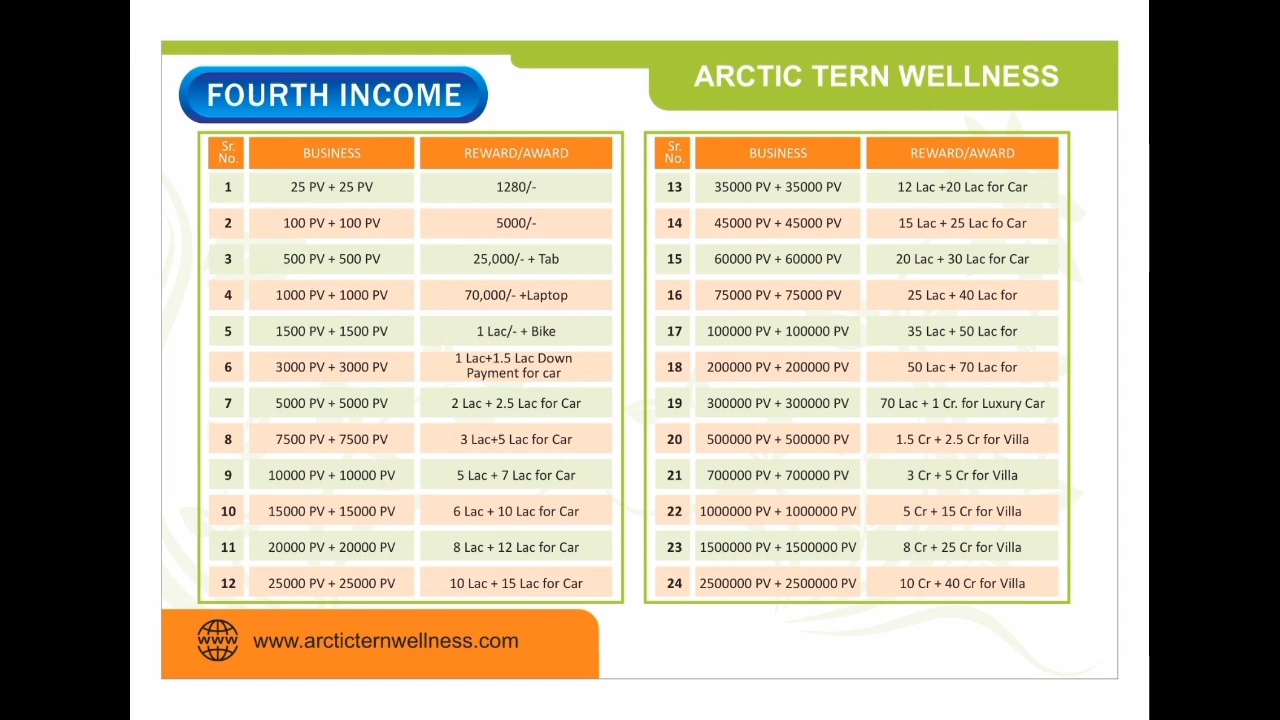 ARCTIC TERN WELLNESS
FOURTH INCOME
Sr. No. BUSINESS REWARD/AWARD
1 25 PV + 25 PV 1280/-
2 100 PV + 100 PV 5000/-
3 500 PV + 500 PV 25,000/- + Tab
4 1000 PV + 1000 PV 70,000/- +Laptop
5 1500 PV + 1500 PV 1 Lac/- + Bike
6 3000 PV + 3000 PV 1 Lac+1.5 Lac Down
Payment for car
7 5000 PV + 5000 PV 2 Lac + 2.5 Lac for Car
8 7500 PV + 7500 PV 3 Lac+5 Lac for Car
9 10000 PV + 10000 PV 5 Lac + 7 Lac for Car
10 15000 PV + 15000 PV 6 Lac + 10 Lac for Car
11 20000 PV + 20000 PV 8 Lac + 12 Lac for Car
12 25000 PV + 25000 PV 10 Lac + 15 Lac for Car
Sr. No. BUSINESS REWARD/AWARD
13 35000 PV + 35000 PV 12 Lac +20 Lac for Car
14 45000 PV + 45000 PV 15 Lac + 25 Lac fo Car
15 60000 PV + 60000 PV 20 Lac + 30 Lac for Car
16 75000 PV + 75000 PV 25 Lac + 40 Lac for
17 100000 PV + 100000 PV 35 Lac + 50 Lac for
18 200000 PV + 200000 PV 50 Lac + 70 Lac for
19 300000 PV + 300000 PV 70 Lac + 1 Cr. for Luxury Car
20 500000 PV + 500000 PV 1.5 Cr + 2.5 Cr for Villa
21 700000 PV + 700000 PV 3 Cr + 5 Cr for Villa
22 1000000 PV + 1000000 PV 5 Cr + 15 Cr for Villa
23 1500000 PV + 1500000 PV 8 Cr + 25 Cr for Villa
24 2500000 PV + 2500000 PV 10 Cr + 40 Cr for Villa
www www.arcticternwellness.com